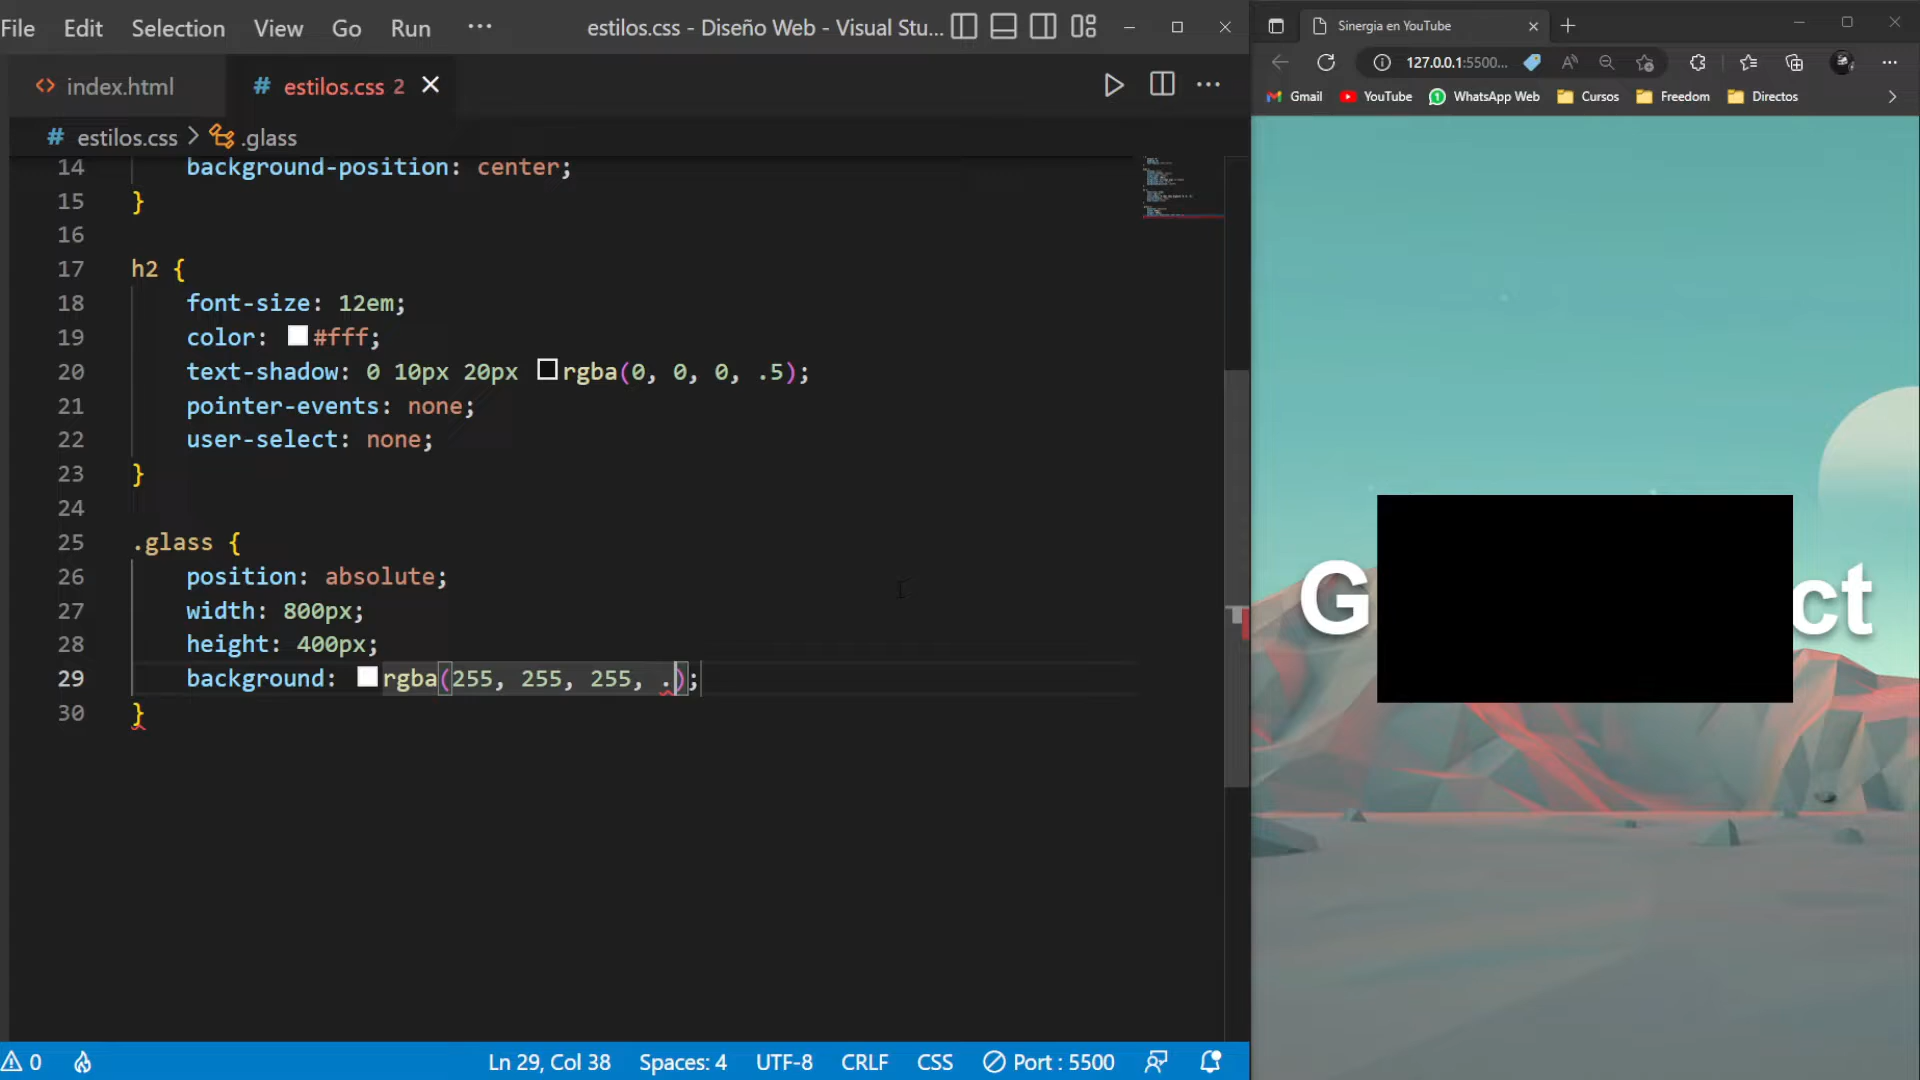 File Edit Selection View Go Run ··· estilos.css - Diseño Web - Visual Stu...
index.html estilos.css 2
estilos.css > .glass
14 background-position: center;
15 }
16
17 h2 {
18 font-size: 12em;
19 color: #fff;
20 text-shadow: 0 10px 20px rgba(0, 0, 0, .5);
21 pointer-events: none;
22 user-select: none;
23 }
24
25 .glass {
26 position: absolute;
27 width: 800px;
28 height: 400px;
29 background: rgba(255, 255, 255, .);
30 }
0 Ln 29, Col 38 Spaces: 4 UTF-8 CRLF CSS Port : 5500
Sinergia en YouTube
127.0.0.1:5500...
Gmail YouTube WhatsApp Web Cursos Freedom Directos
G ct